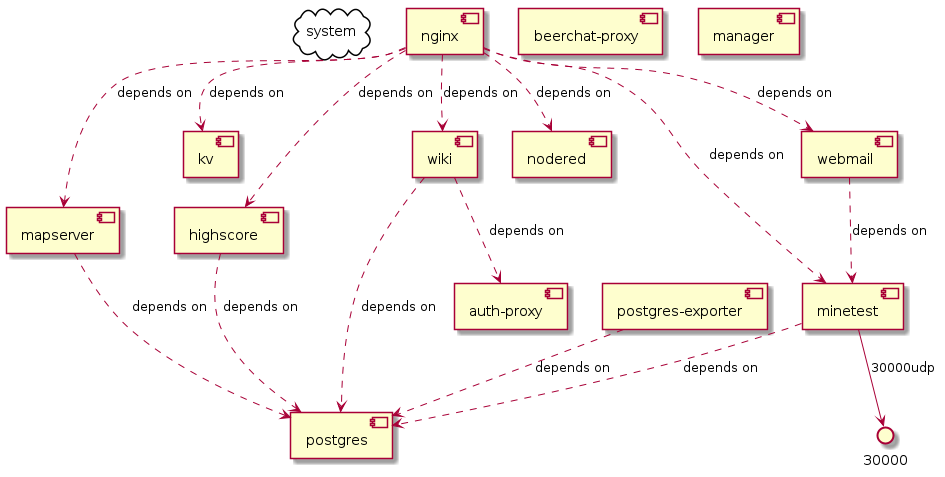 system
nginx
beerchat-proxy
manager
depends on
depends on
depends on
depends on
depends on
depends on
kv
wiki
nodered
depends on
webmail
mapserver
highscore
depends on
depends on
auth-proxy
postgres-exporter
minetest
depends on
depends on
depends on
depends on
depends on
30000udp
postgres
30000